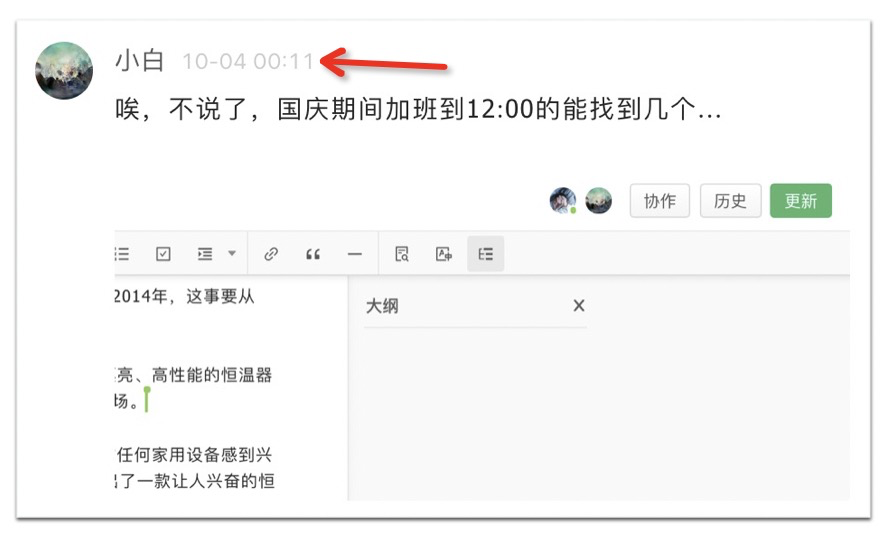 小白 10-04 00:11
唉，不说了，国庆期间加班到12:00的能找到几个...
协作 历史 更新
2014年，这事要从
大纲
亮、高性能的恒温器
场。
任何家用设备感到兴
了一款让人兴奋的恒